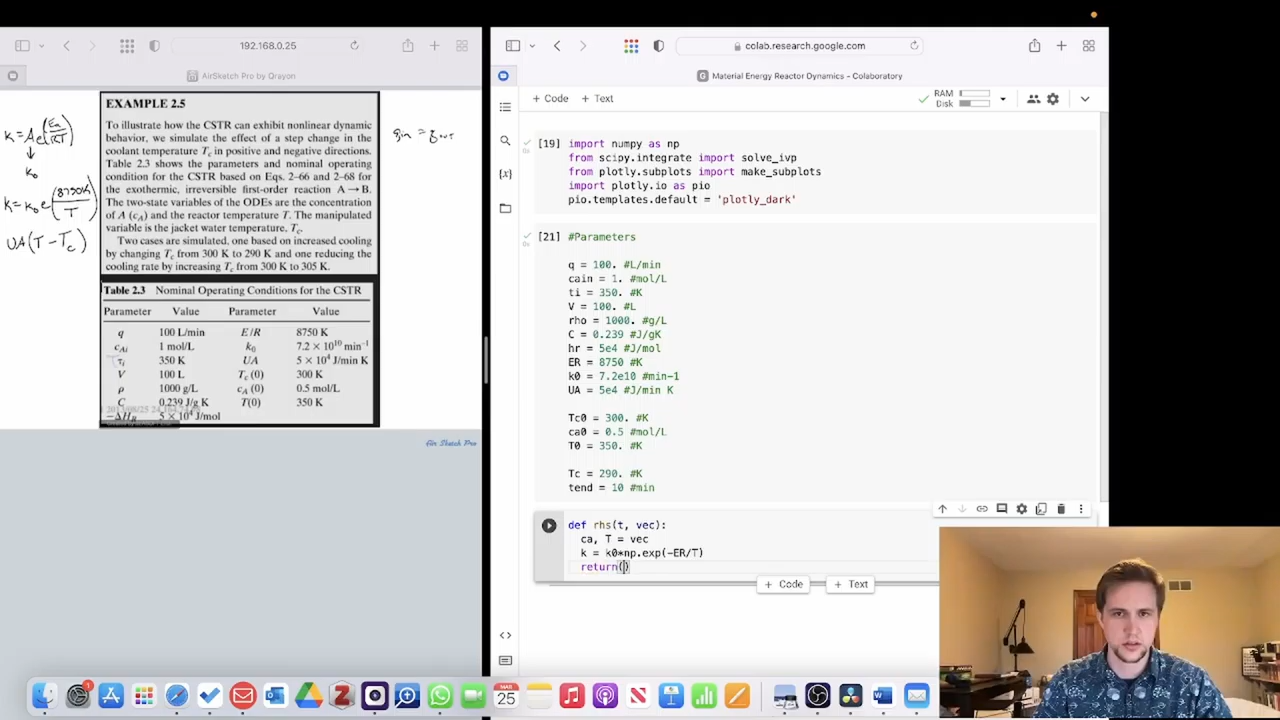 192.168.0.25
AirSketch Pro by Qrayon
EXAMPLE 2.5
To illustrate how the CSTR can exhibit nonlinear dynamic
behavior, we simulate the effect of a step change in the
coolant temperature Tc in positive and negative directions.
Table 2.3 shows the parameters and nominal operating
condition for the CSTR based on Eqs. 2-66 and 2-68 for
the exothermic, irreversible first-order reaction A → B.
The two-state variables of the ODEs are the concentration
of A (cA) and the reactor temperature T. The manipulated
variable is the jacket water temperature, Tc.
Two cases are simulated, one based on increased cooling
by changing Tc from 300 K to 290 K and one reducing the
cooling rate by increasing Tc from 300 K to 305 K.
Table 2.3 Nominal Operating Conditions for the CSTR
Parameter Value Parameter Value
q 100 L/min E/R 8750 K
cAi 1 mol/L k0 7.2 × 10¹⁰ min⁻¹
Ti 350 K UA 5 × 10⁴ J/min K
V 100 L Tc(0) 300 K
ρ 1000 g/L cA(0) 0.5 mol/L
C 0.239 J/g K T(0) 350 K
−ΔHR 5 × 10⁴ J/mol
k0
UA(T - Tc)
Air Sketch Pro
colab.research.google.com
Material Energy Reactor Dynamics - Colaboratory
+ Code + Text
RAM
Disk
[19] import numpy as np
from scipy.integrate import solve_ivp
from plotly.subplots import make_subplots
import plotly.io as pio
pio.templates.default = 'plotly_dark'
[21] #Parameters
q = 100. #L/min
cain = 1. #mol/L
ti = 350. #K
V = 100. #L
rho = 1000. #g/L
C = 0.239 #J/gK
hr = 5e4 #J/mol
ER = 8750 #K
k0 = 7.2e10 #min-1
UA = 5e4 #J/min K
Tc0 = 300. #K
ca0 = 0.5 #mol/L
T0 = 350. #K
Tc = 290. #K
tend = 10 #min
def rhs(t, vec):
ca, T = vec
k = k0*np.exp(-ER/T)
return()
+ Code + Text
MAR
25
1